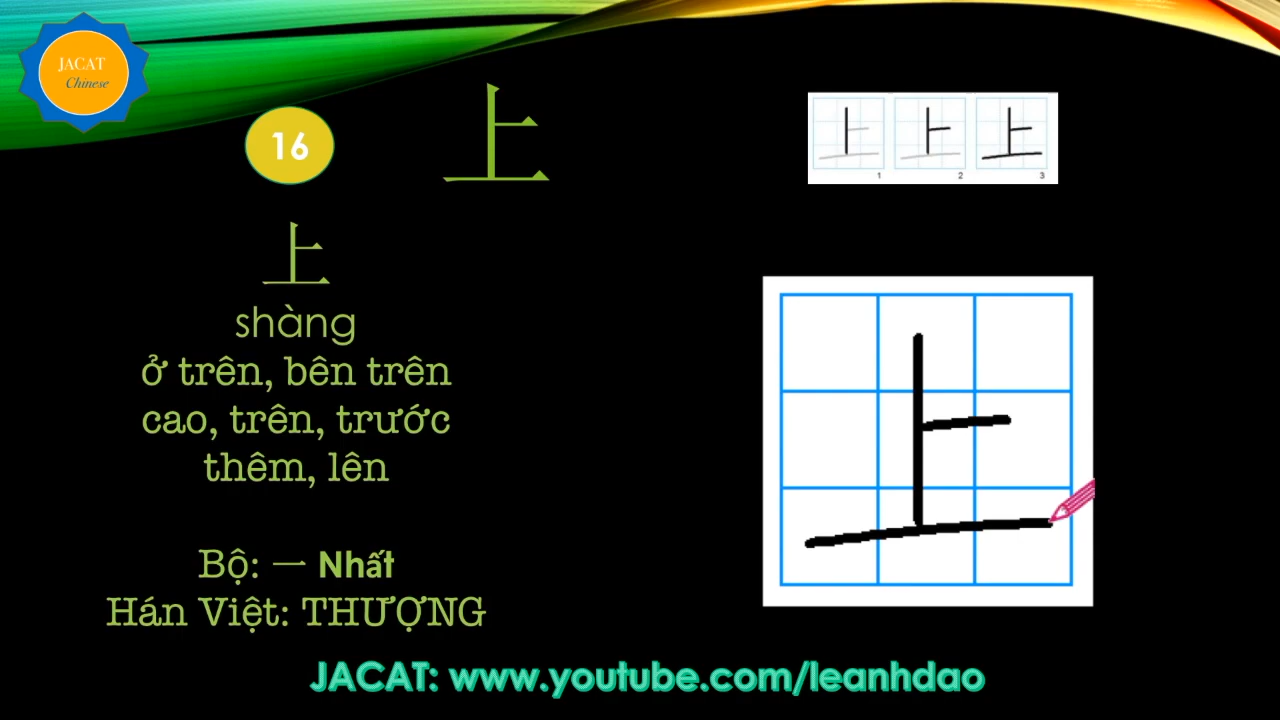 JACAT
Chinese
16
上
1 2 3
上
shàng
ở trên, bên trên
cao, trên, trước
thêm, lên
Bộ: 一 Nhất
Hán Việt: THƯỢNG
JACAT: www.youtube.com/leanhdao